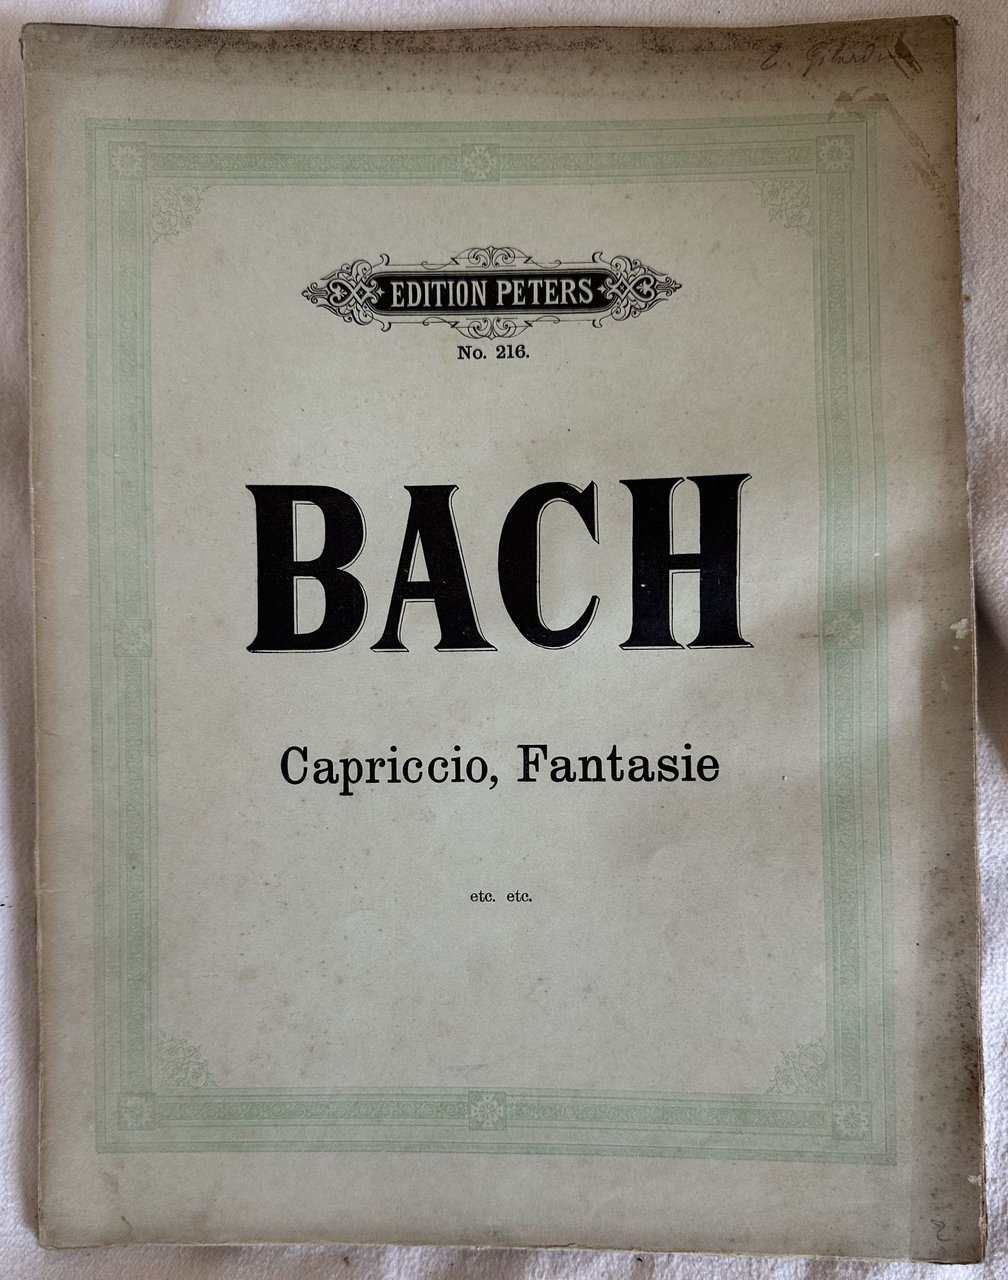 EDITION PETERS
No. 216.
BACH
Capriccio, Fantasie
etc. etc.